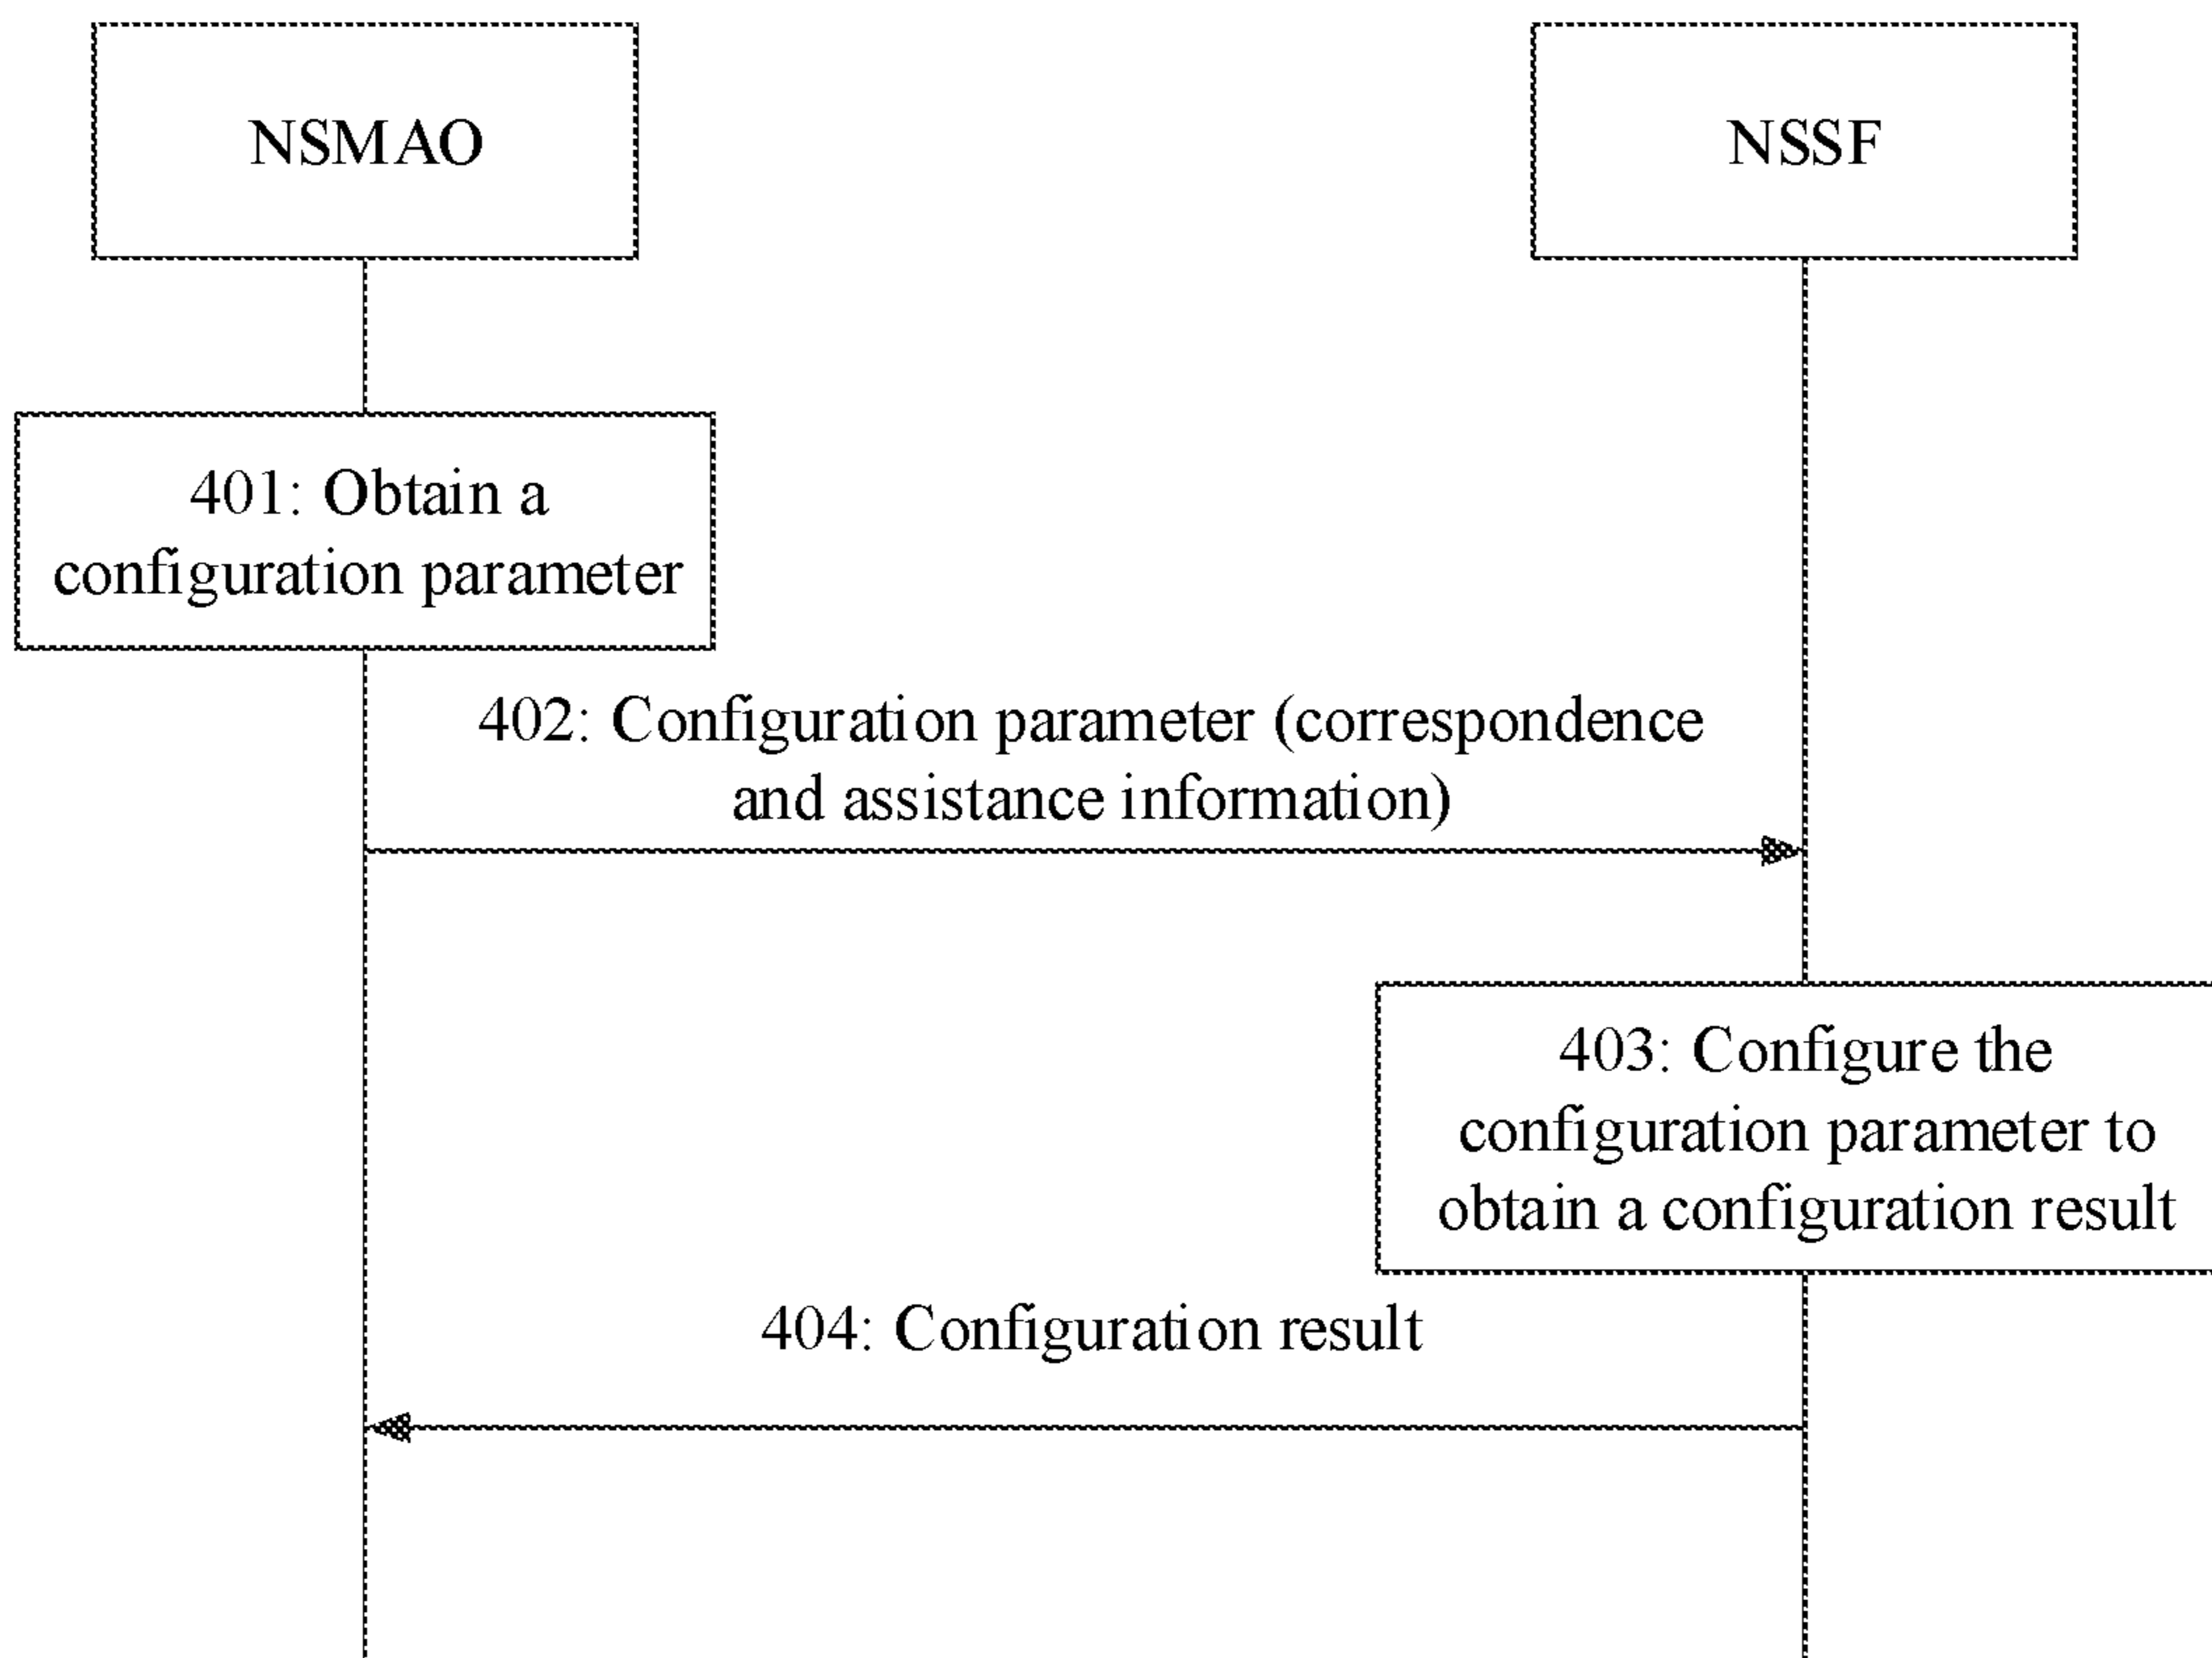 NSMAO
NSSF
401: Obtain a
configuration parameter
402: Configuration parameter (correspondence
and assistance information)
403: Configure the
configuration parameter to
obtain a configuration result
404: Configuration result